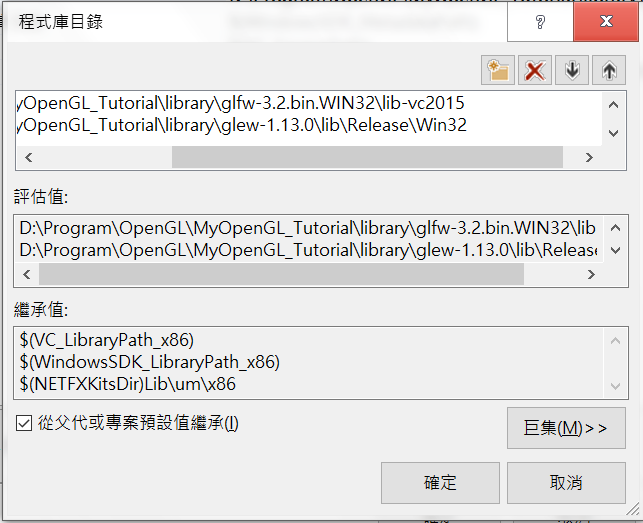 程式庫目錄
?
x
yOpenGL_Tutorial\library\glfw-3.2.bin.WIN32\lib-vc2015
yOpenGL_Tutorial\library\glew-1.13.0\lib\Release\Win32
評估值:
D:\Program\OpenGL\MyOpenGL_Tutorial\library\glfw-3.2.bin.WIN32\lib
D:\Program\OpenGL\MyOpenGL_Tutorial\library\glew-1.13.0\lib\Release
繼承值:
$(VC_LibraryPath_x86)
$(WindowsSDK_LibraryPath_x86)
$(NETFXKitsDir)Lib\um\x86
從父代或專案預設值繼承(I)
巨集(M)>>
確定
取消